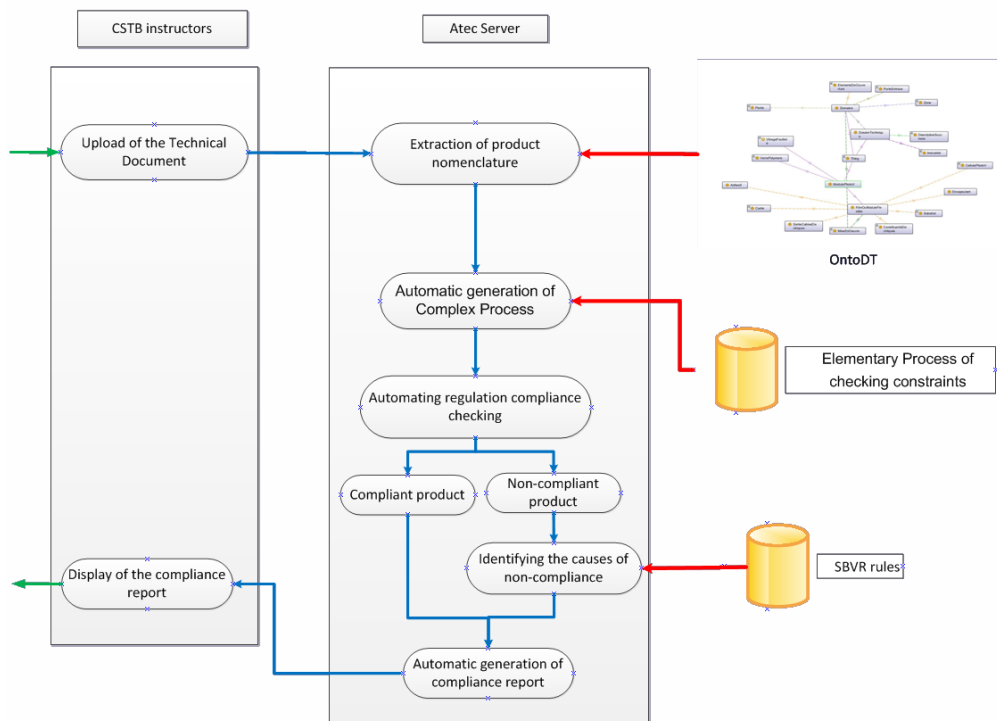 CSTB instructors
Atec Server
Upload of the Technical
Document
Extraction of product
nomenclature
OntoDT
Automatic generation of
Complex Process
Elementary Process of
checking constraints
Automating regulation compliance
checking
Compliant product
Non-compliant
product
Identifying the causes of
non-compliance
SBVR rules
Display of the compliance
report
Automatic generation of
compliance report